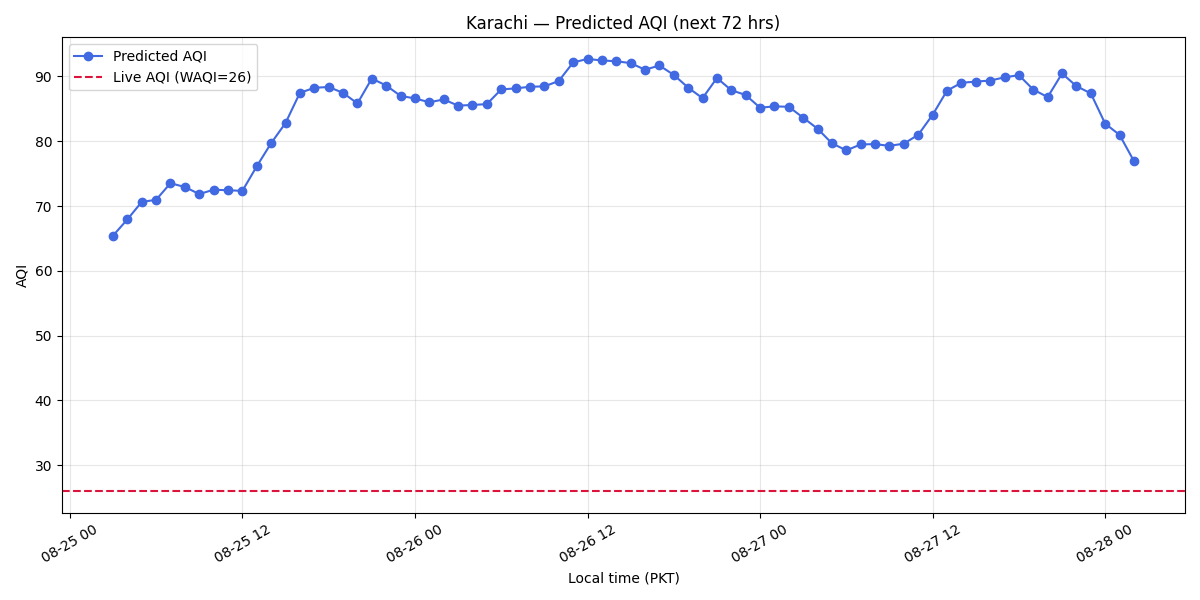 Karachi — Predicted AQI (next 72 hrs)
Predicted AQI
Live AQI (WAQI=26)
AQI
90
80
70
60
50
40
30
08-25 00
08-25 12
08-26 00
08-26 12
08-27 00
08-27 12
08-28 00
Local time (PKT)